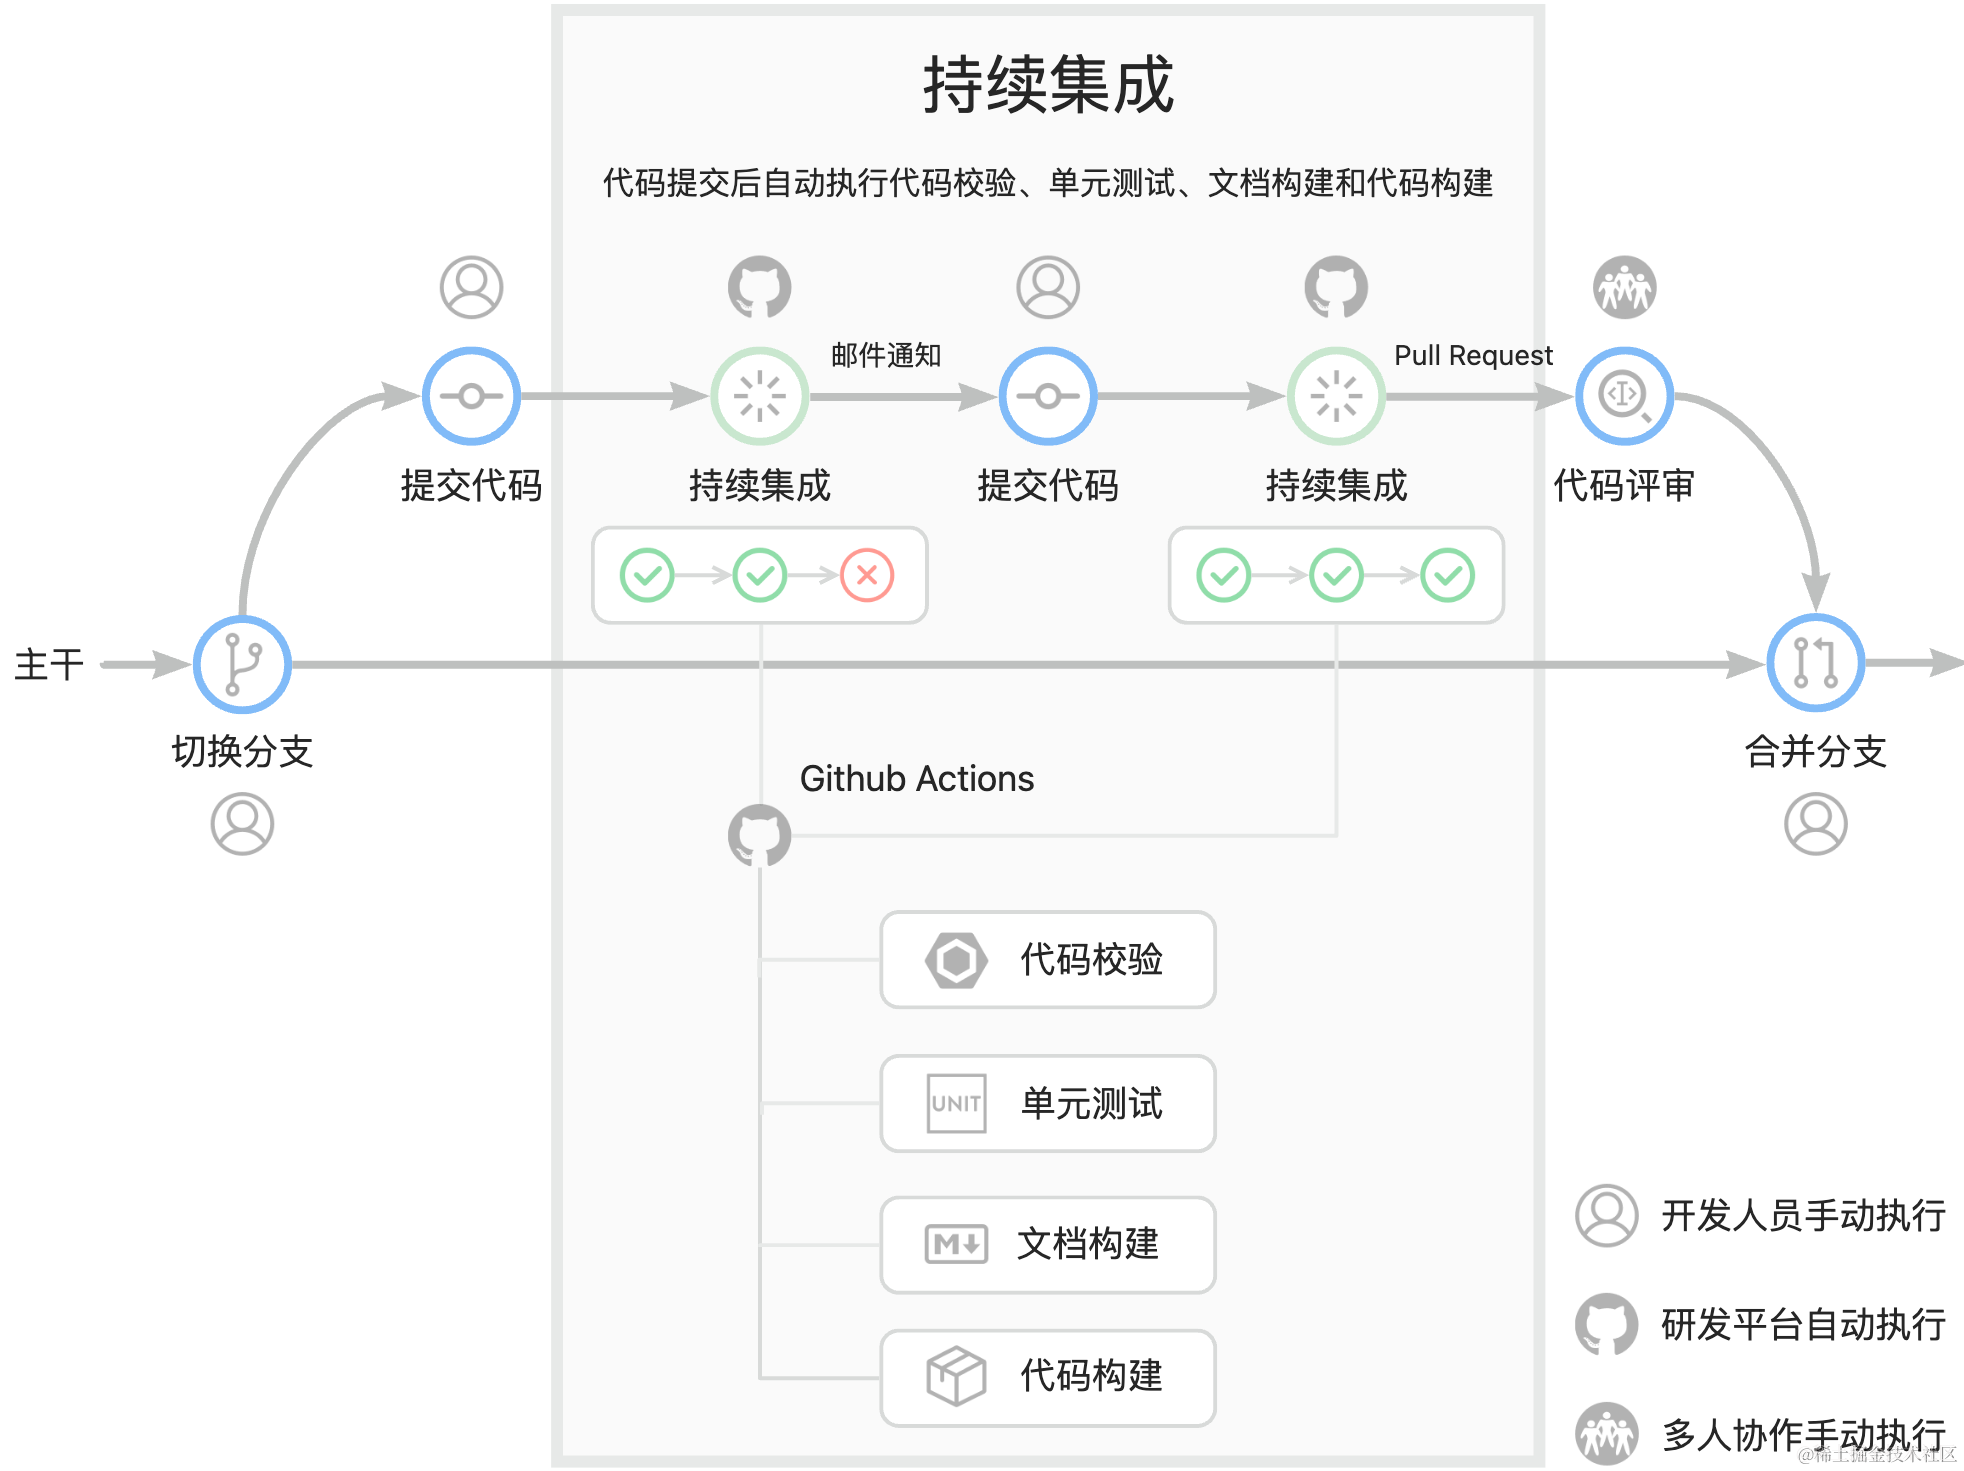 持续集成
代码提交后自动执行代码校验、单元测试、文档构建和代码构建
邮件通知
Pull Request
提交代码
持续集成
提交代码
持续集成
代码评审
主干
切换分支
合并分支
Github Actions
代码校验
UNIT
单元测试
M
文档构建
代码构建
开发人员手动执行
研发平台自动执行
多人协作手动执行
@稀土掘金技术社区